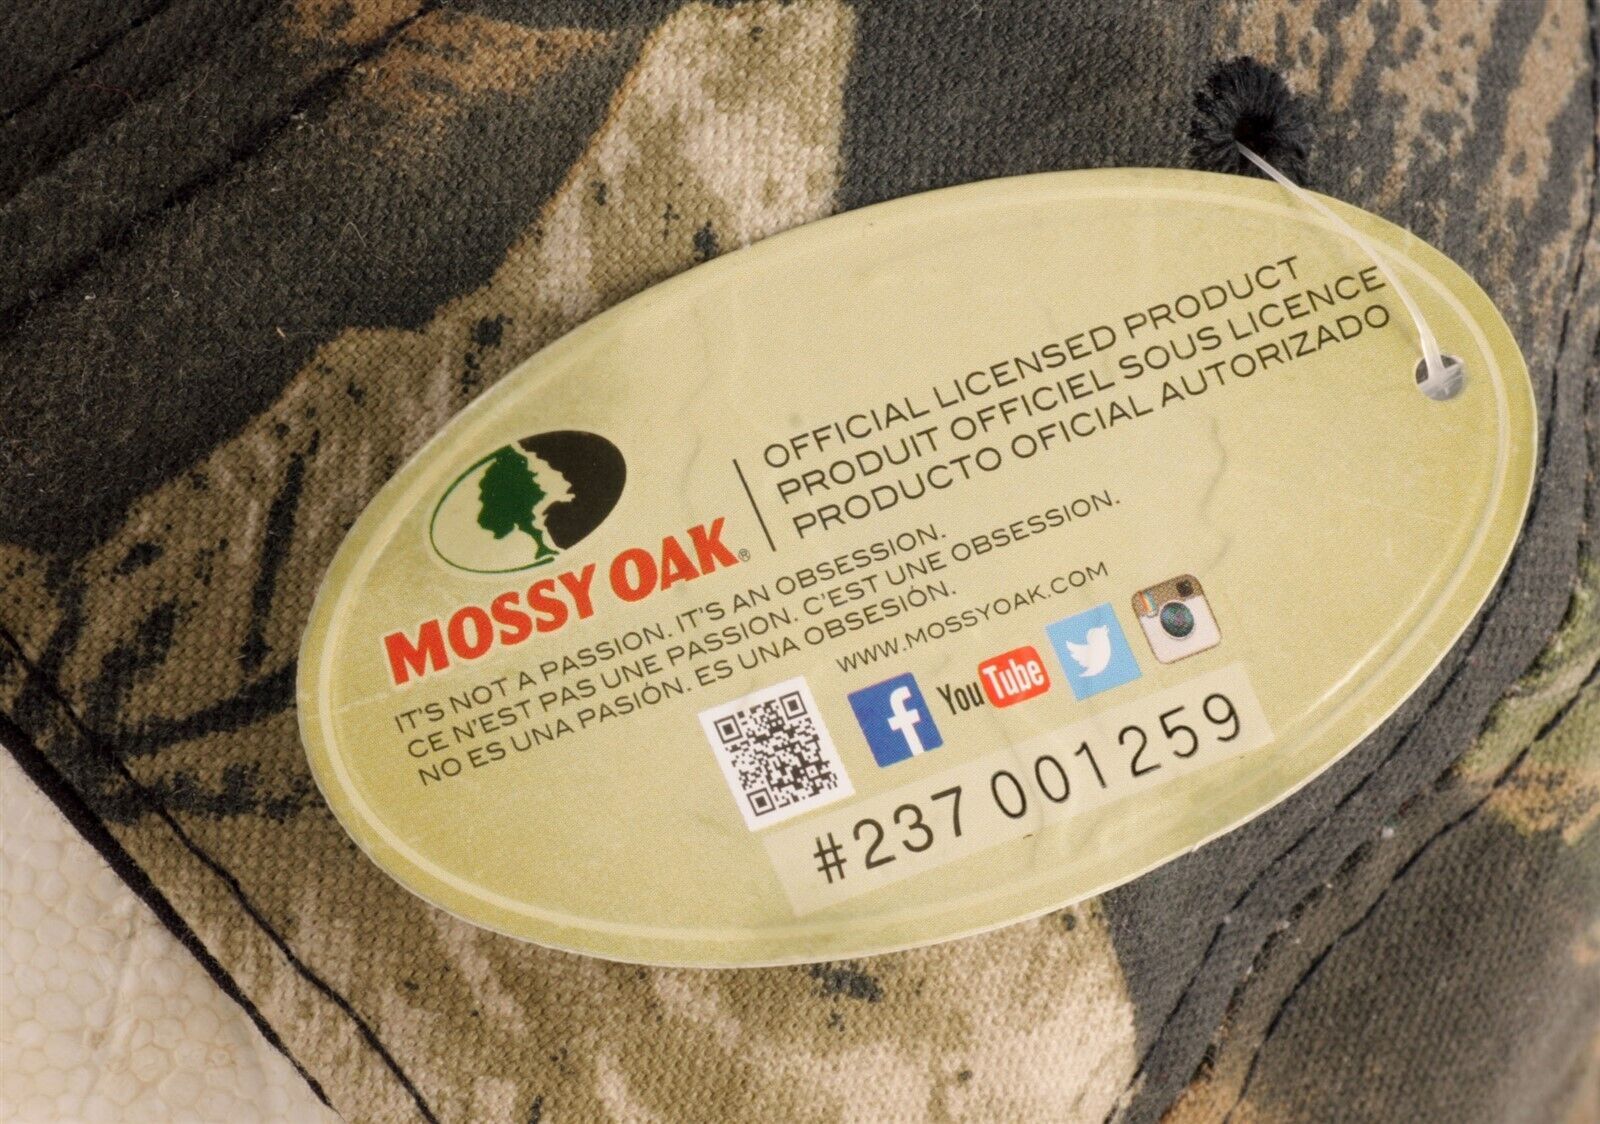 OFFICIAL LICENSED PRODUCT
PRODUIT OFFICIEL SOUS LICENCE
PRODUCTO OFICIAL AUTORIZADO
MOSSY OAK®
IT'S NOT A PASSION. IT'S AN OBSESSION.
CE N'EST PAS UNE PASSION. C'EST UNE OBSESSION.
NO ES UNA PASIÓN. ES UNA OBSESIÓN.
WWW.MOSSYOAK.COM
f YouTube
#237 001259